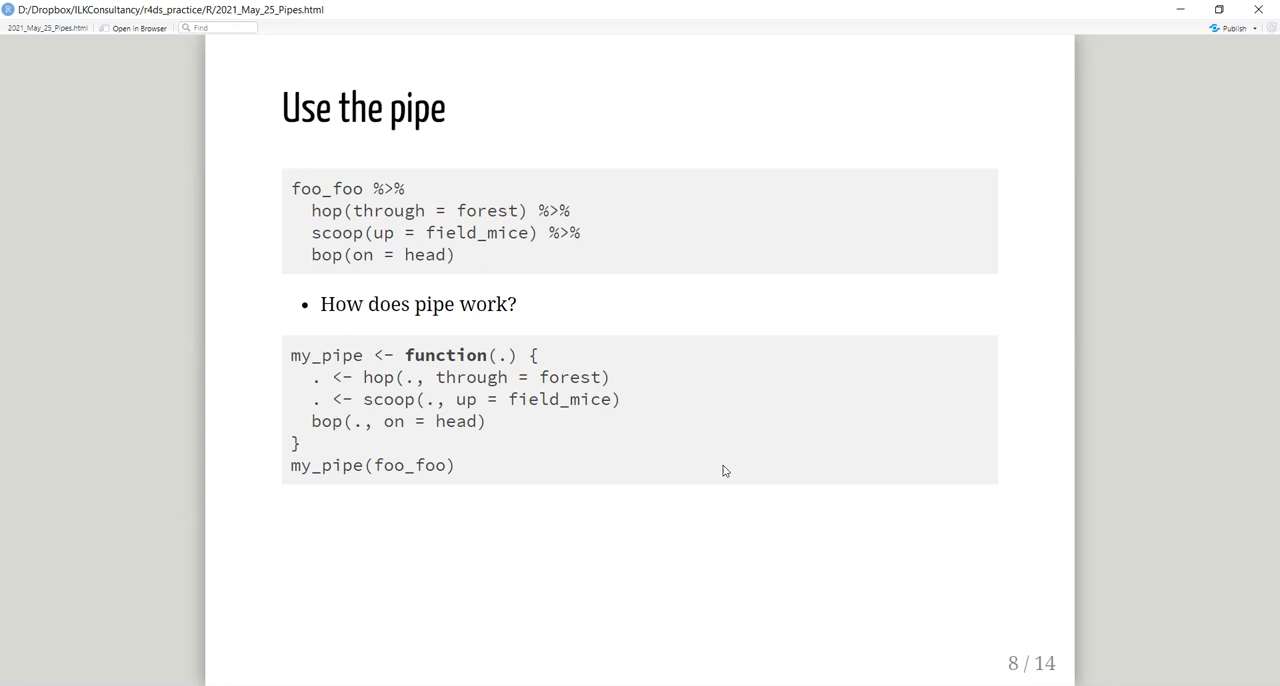 D:/Dropbox/ILKConsultancy/r4ds_practice/R/2021_May_25_Pipes.html
2021_May_25_Pipes.html Open in Browser Find Publish
Use the pipe
foo_foo %>%
  hop(through = forest) %>%
  scoop(up = field_mice) %>%
  bop(on = head)
• How does pipe work?
my_pipe <- function(.) {
  . <- hop(., through = forest)
  . <- scoop(., up = field_mice)
  bop(., on = head)
}
my_pipe(foo_foo)
8 / 14